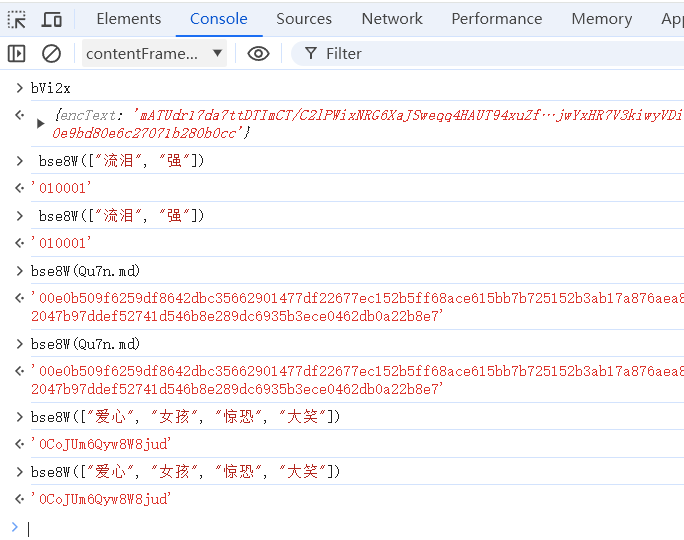 Elements Console Sources Network Performance Memory App
contentFrame... ▼ Filter
bVi2x
{encText: 'mATUdrl7da7ttDTImCT/C2lPWixNRG6XaJSweqq4HAUT94xuZf…jwYxHR7V3kiwyVDi
0e9bd80e6c27071b280b0cc'}
bse8W(["流泪", "强"])
'010001'
bse8W(["流泪", "强"])
'010001'
bse8W(Qu7n.md)
'00e0b509f6259df8642dbc35662901477df22677ec152b5ff68ace615bb7b725152b3ab17a876aea8
2047b97ddef52741d546b8e289dc6935b3ece0462db0a22b8e7'
bse8W(Qu7n.md)
'00e0b509f6259df8642dbc35662901477df22677ec152b5ff68ace615bb7b725152b3ab17a876aea8
2047b97ddef52741d546b8e289dc6935b3ece0462db0a22b8e7'
bse8W(["爱心", "女孩", "惊恐", "大笑"])
'0CoJUm6Qyw8W8jud'
bse8W(["爱心", "女孩", "惊恐", "大笑"])
'0CoJUm6Qyw8W8jud'